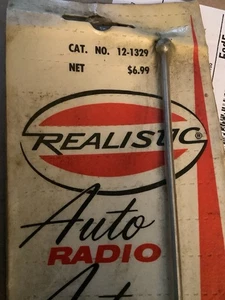 CAT. NO. 12-1329
NET $6.99
REALISTIC®
Auto
RADIO